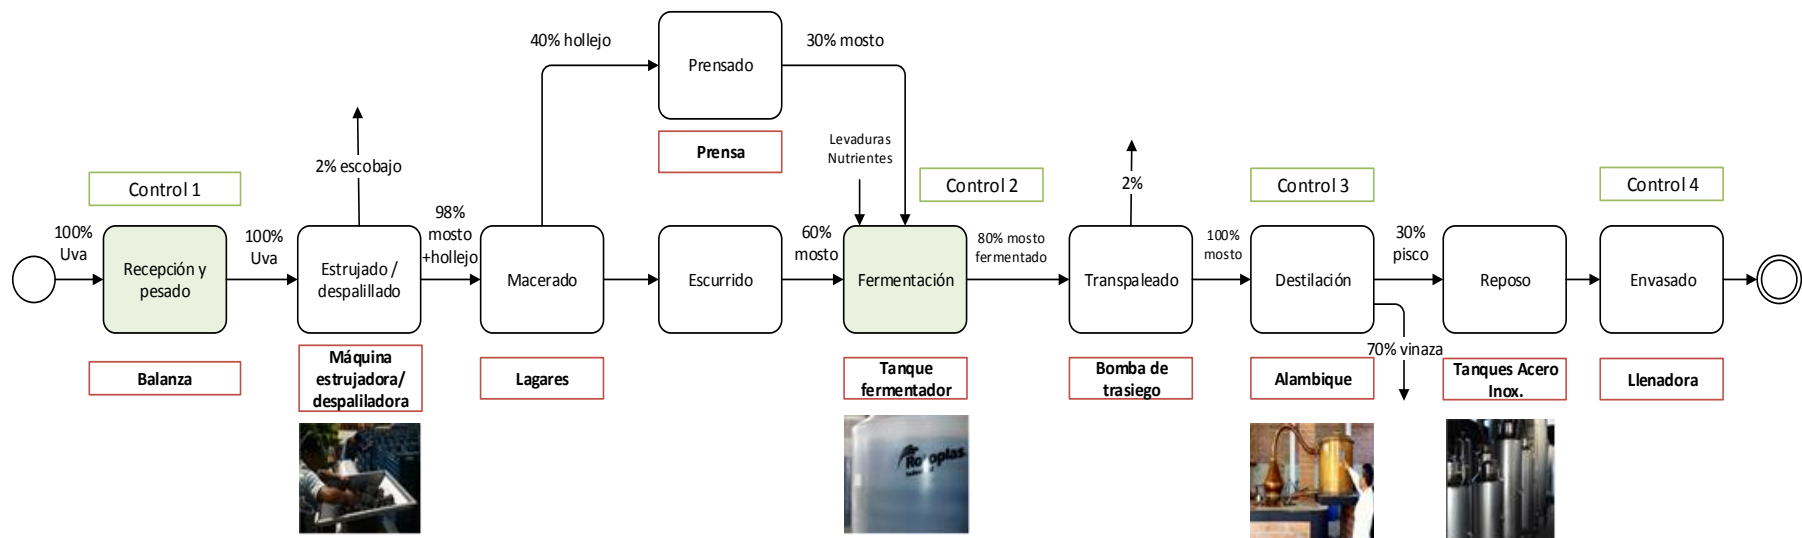 40% hollejo
Prensado
30% mosto
Prensa
Levaduras
Nutrientes
2% escobajo
2%
Control 1
Control 2
Control 3
Control 4
100%
Uva
Recepción y
pesado
100%
Uva
Estrujado /
despalillado
98%
mosto
+hollejo
Macerado
Escurrido
60%
mosto
Fermentación
80% mosto
fermentado
Transpaleado
100%
mosto
Destilación
30%
pisco
70% vinaza
Reposo
Envasado
Balanza
Máquina
estrujadora/
despaliladora
Lagares
Tanque
fermentador
Bomba de
trasiego
Alambique
Tanques Acero
Inox.
Llenadora
Rotoplas